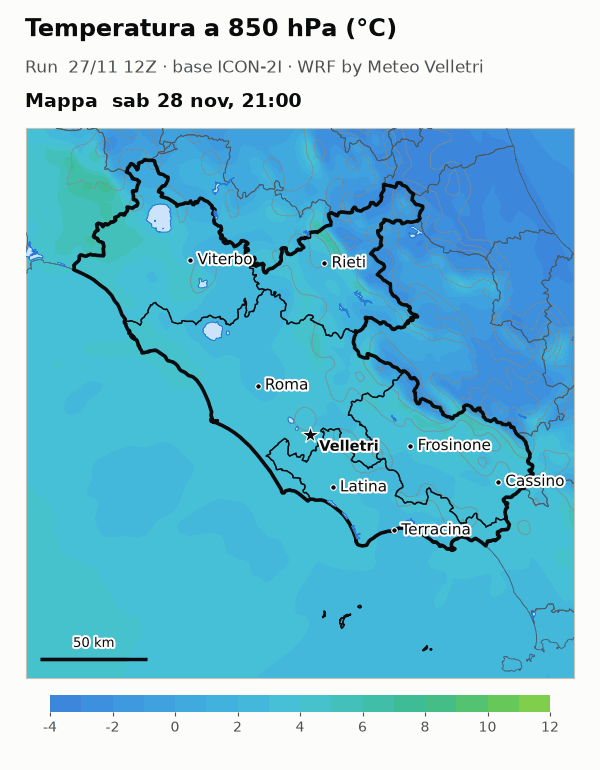 Temperatura a 850 hPa (°C)
Run  27/11 12Z · base ICON-2I · WRF by Meteo Velletri
Mappa  sab 28 nov, 21:00
Viterbo
Rieti
Roma
Velletri
Frosinone
Cassino
Latina
Terracina
50 km
-4 -2 0 2 4 6 8 10 12